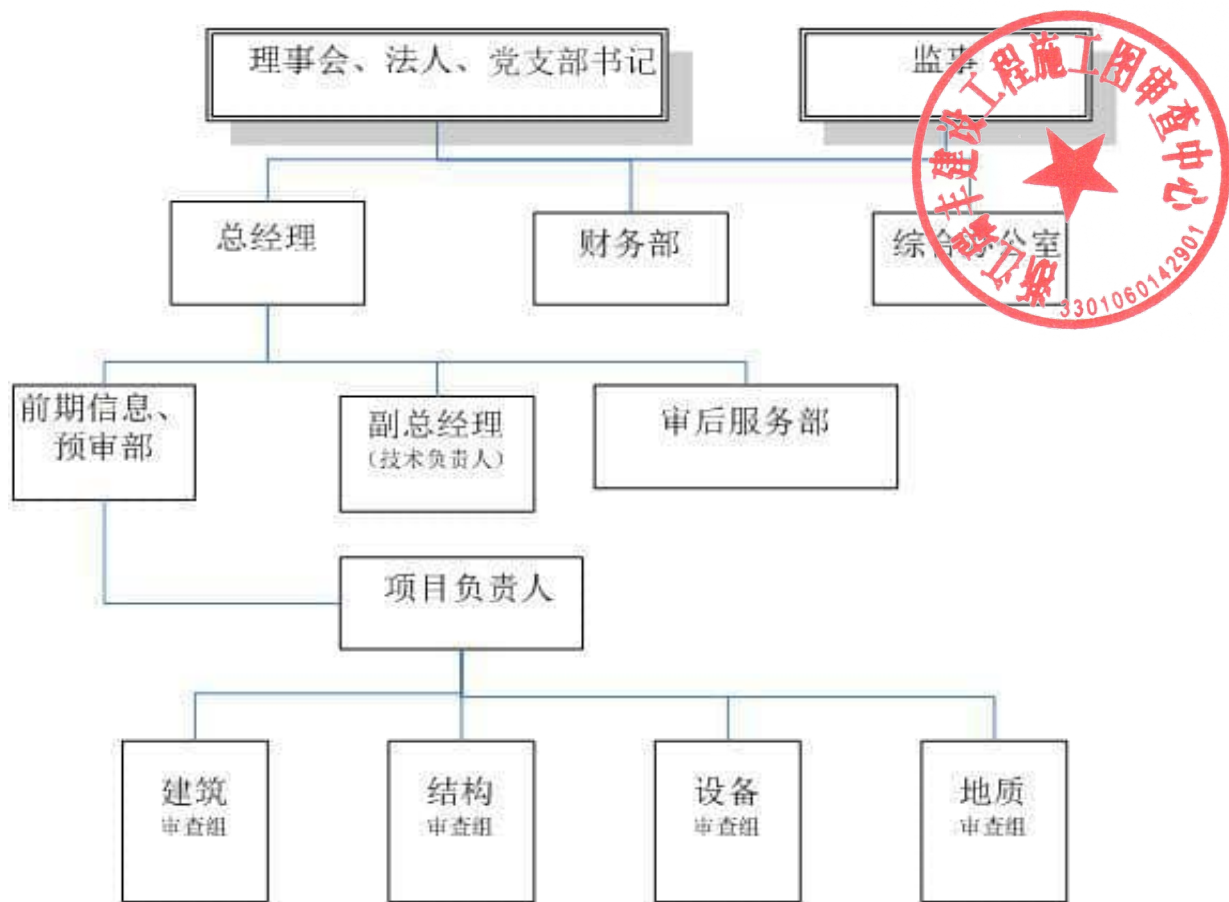 理事会、法人、党支部书记
监事
总经理
财务部
综合办公室
前期信息、
预审部
副总经理
(技术负责人)
审后服务部
项目负责人
建筑
审查组
结构
审查组
设备
审查组
地质
审查组
建设工程施工图审查中心
3301060142901